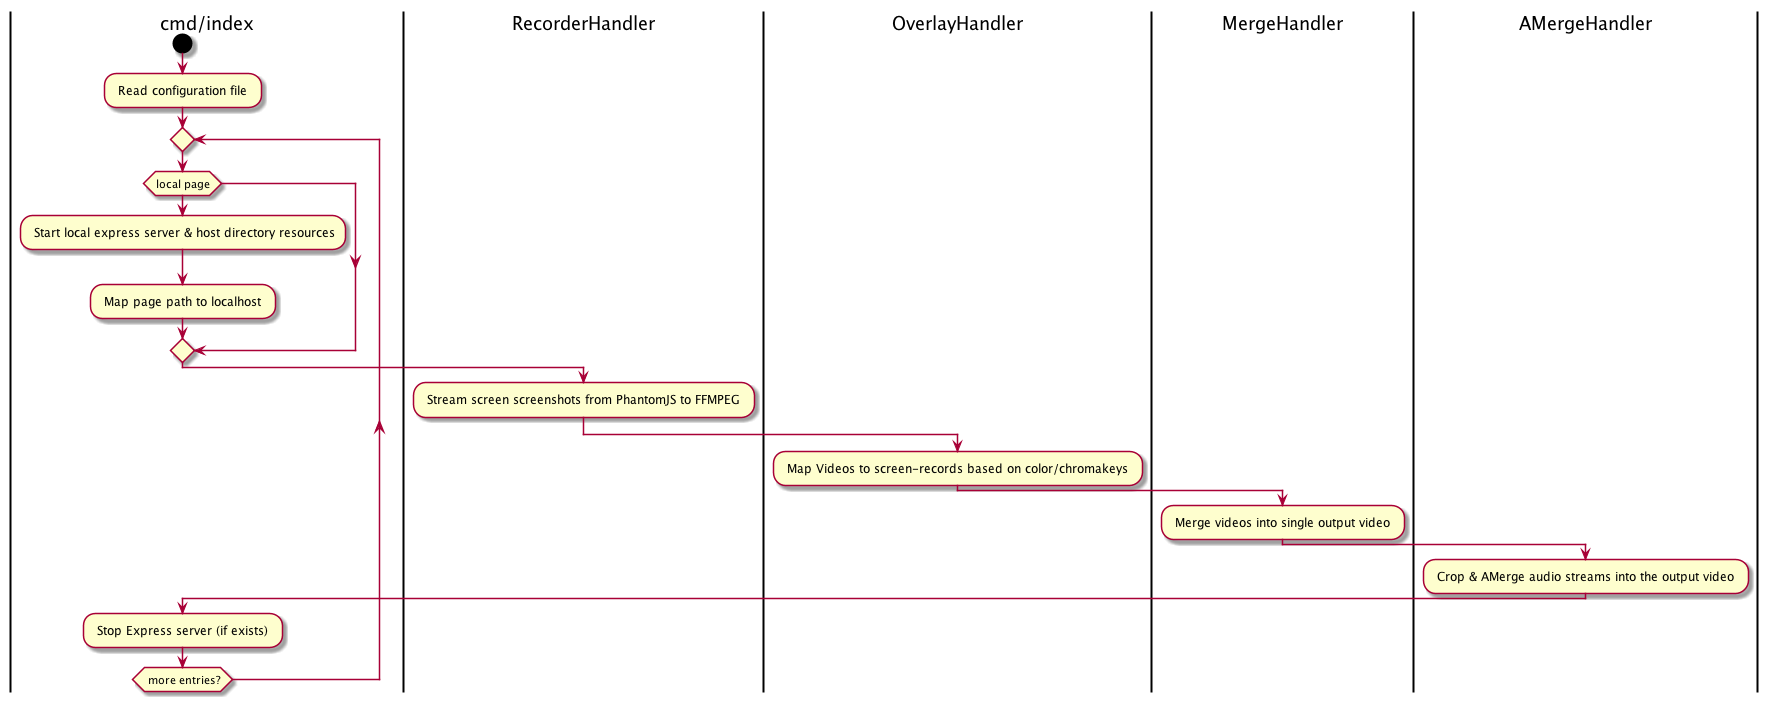 cmd/index
RecorderHandler
OverlayHandler
MergeHandler
AMergeHandler
Read configuration file
local page
Start local express server & host directory resources
Map page path to localhost
Stream screen screenshots from PhantomJS to FFMPEG
Map Videos to screen-records based on color/chromakeys
Merge videos into single output video
Crop & AMerge audio streams into the output video
Stop Express server (if exists)
more entries?